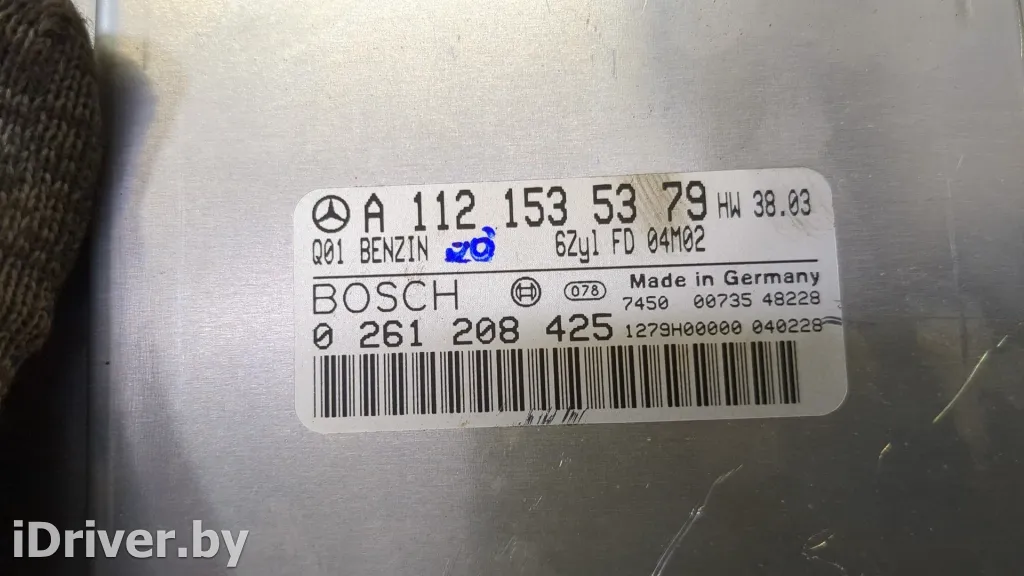 A 112 153 53 79 HW 38.03
Q01 BENZIN 20 6Zyl FD 04M02
BOSCH 078 Made in Germany
7450 00735 48228
0 261 208 425 1279H00000 040228
iDriver.by